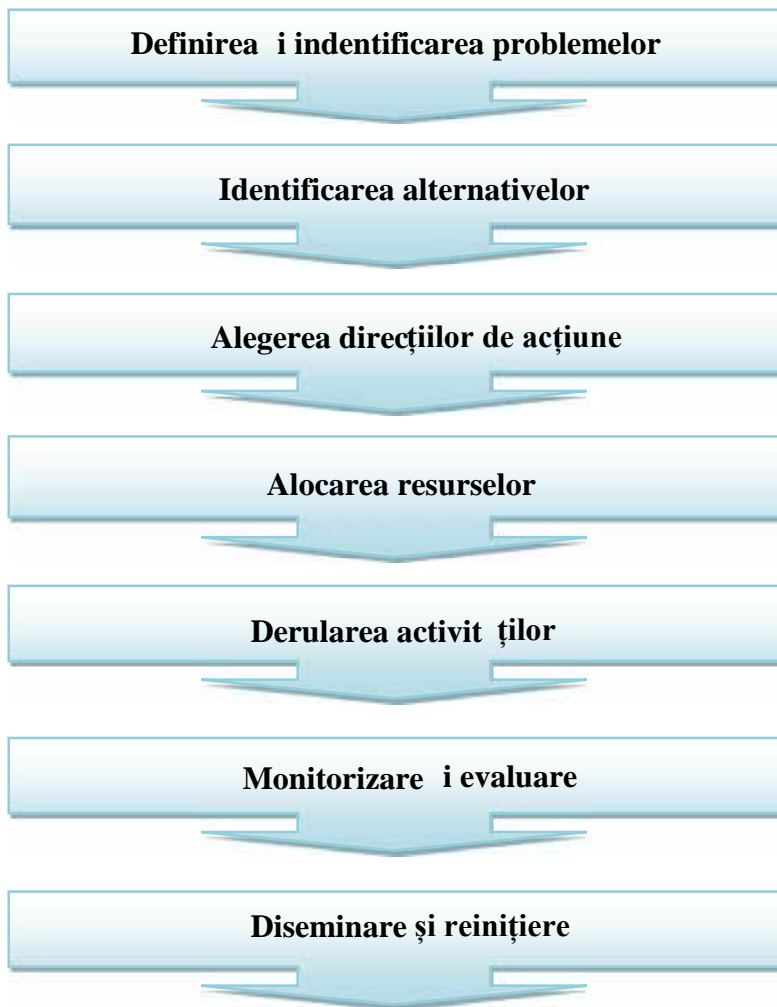 Definirea i indentificarea problemelor
Identificarea alternativelor
Alegerea direcțiilor de acțiune
Alocarea resurselor
Derularea activit ților
Monitorizare i evaluare
Diseminare și reinițiere